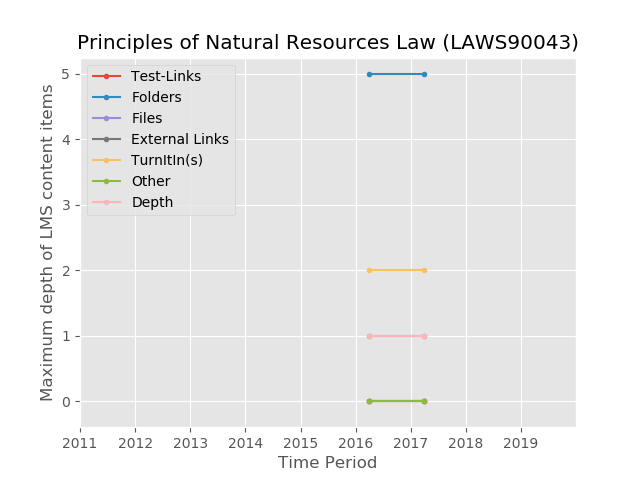 Principles of Natural Resources Law (LAWS90043)
Maximum depth of LMS content items
5
4
3
2
1
0
Test-Links
Folders
Files
External Links
TurnItIn(s)
Other
Depth
2011 2012 2013 2014 2015 2016 2017 2018 2019
Time Period